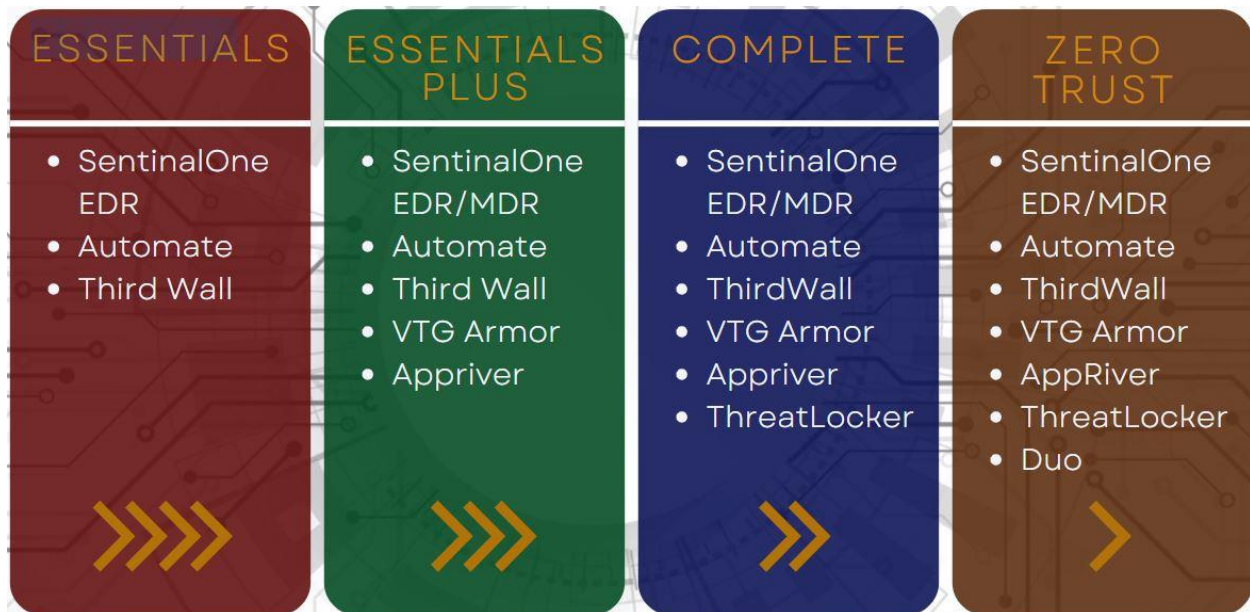 ESSENTIALS
• SentinalOne
EDR
• Automate
• Third Wall
ESSENTIALS
PLUS
• SentinalOne
EDR/MDR
• Automate
• Third Wall
• VTG Armor
• Appriver
COMPLETE
• SentinalOne
EDR/MDR
• Automate
• ThirdWall
• VTG Armor
• Appriver
• ThreatLocker
ZERO
TRUST
• SentinalOne
EDR/MDR
• Automate
• ThirdWall
• VTG Armor
• AppRiver
• ThreatLocker
• Duo